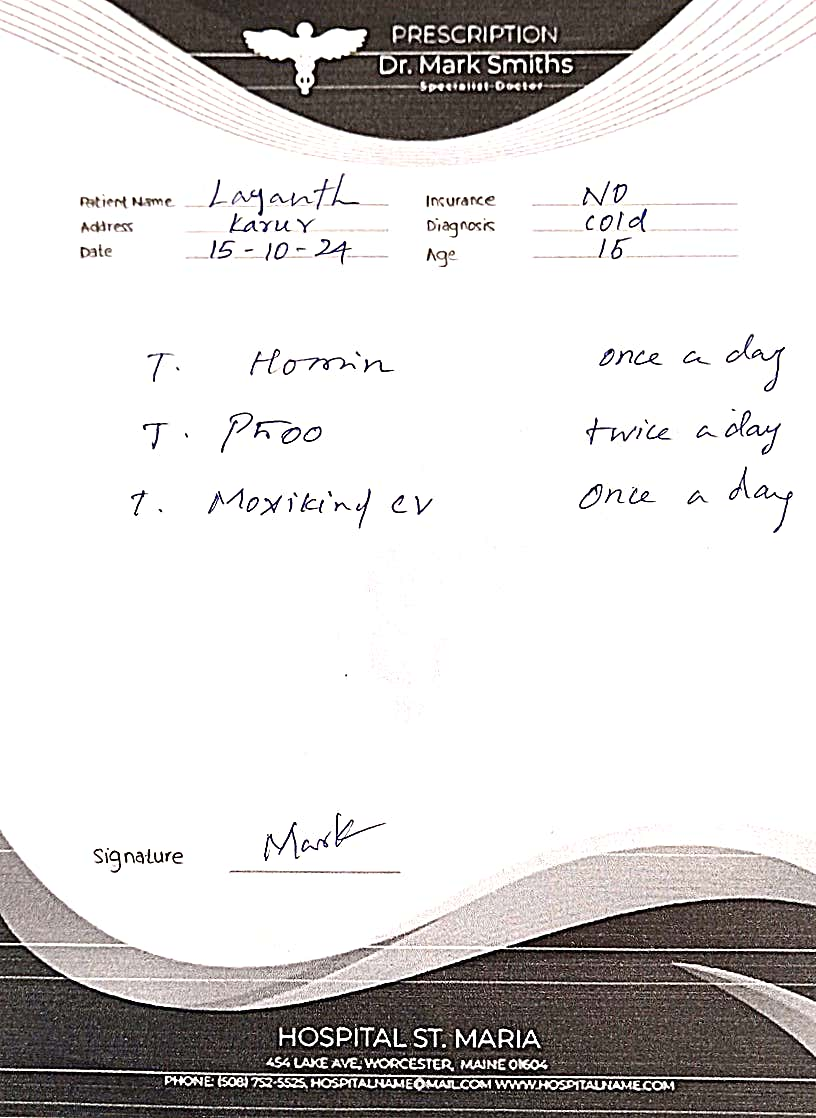 PRESCRIPTION
Dr. Mark Smiths
Specialist Doctor
Patient Name Layanth Insurance NO
Address Karur Diagnosis cold
Date 15-10-24 Age 15
T. once a day
T. P500 twice a day
T. Moxikind CV Once a day
Signature Mark
HOSPITAL ST. MARIA
454 LAKE AVE, WORCESTER, MAINE 01604
PHONE: (508) 752-5525, HOSPITALNAME@MAIL.COM WWW.HOSPITALNAME.COM